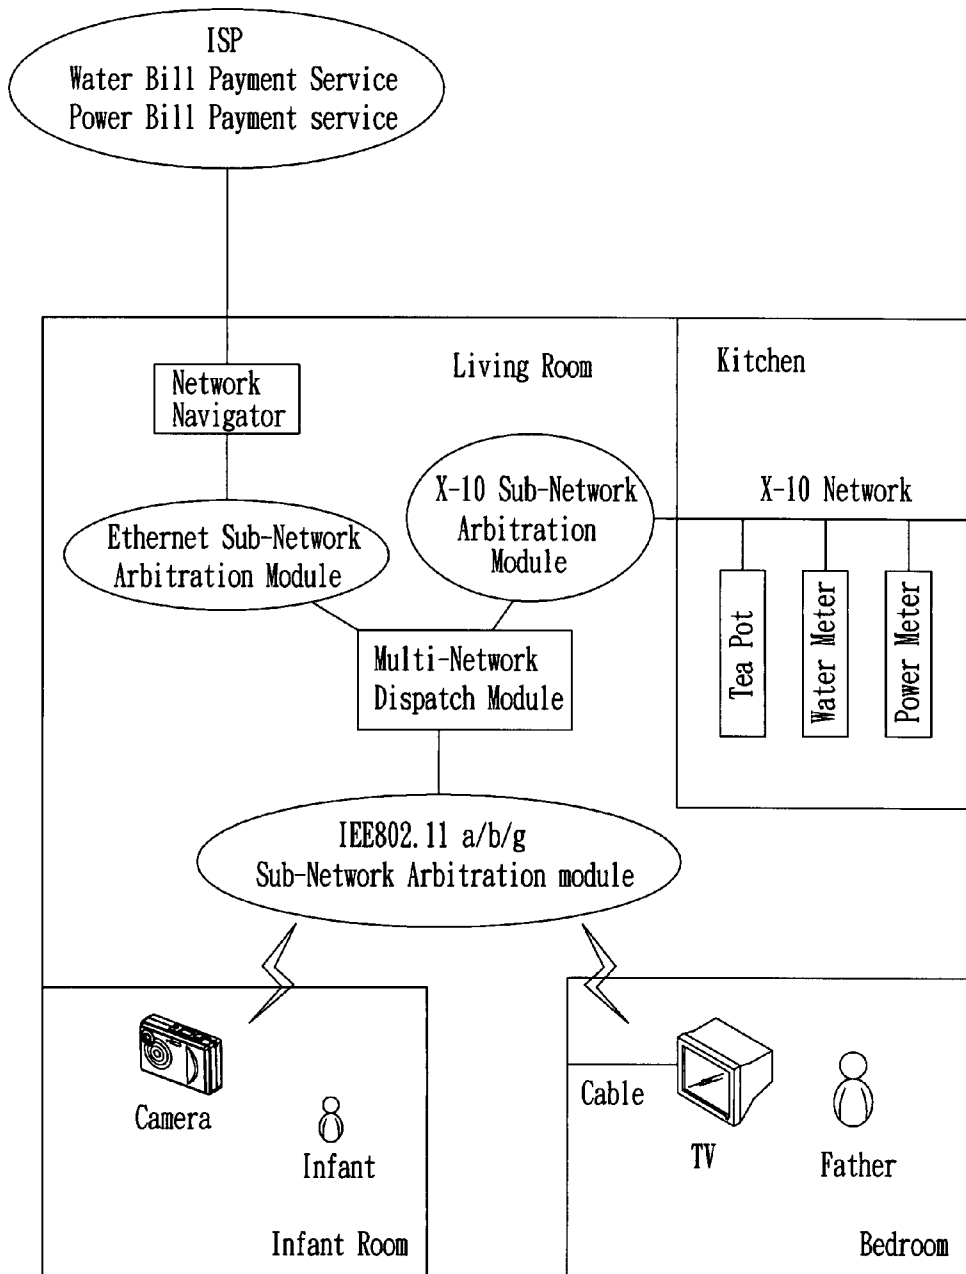 ISP
Water Bill Payment Service
Power Bill Payment service
Living Room
Kitchen
Network
Navigator
X-10 Sub-Network
Arbitration
Module
X-10 Network
Ethernet Sub-Network
Arbitration Module
Tea Pot
Water Meter
Power Meter
Multi-Network
Dispatch Module
IEE802.11 a/b/g
Sub-Network Arbitration module
Camera
Infant
Infant Room
Cable
TV
Father
Bedroom